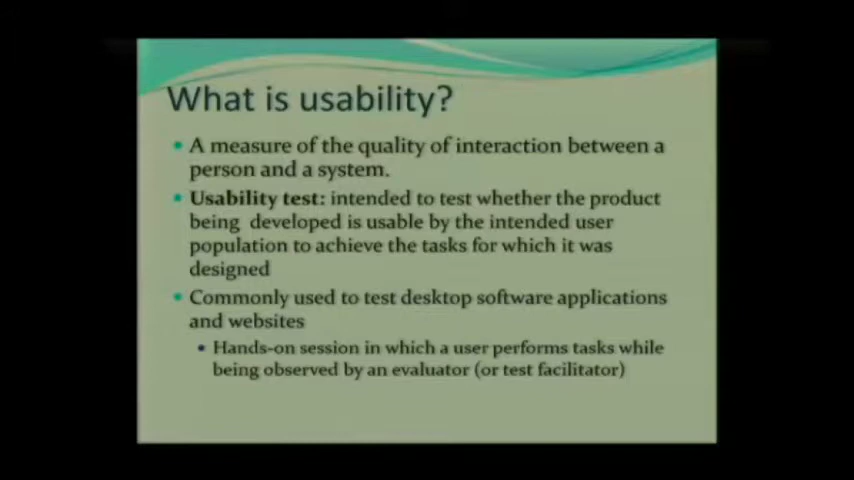 What is usability?
• A measure of the quality of interaction between a
person and a system.
• Usability test: intended to test whether the product
being developed is usable by the intended user
population to achieve the tasks for which it was
designed
• Commonly used to test desktop software applications
and websites
• Hands-on session in which a user performs tasks while
being observed by an evaluator (or test facilitator)